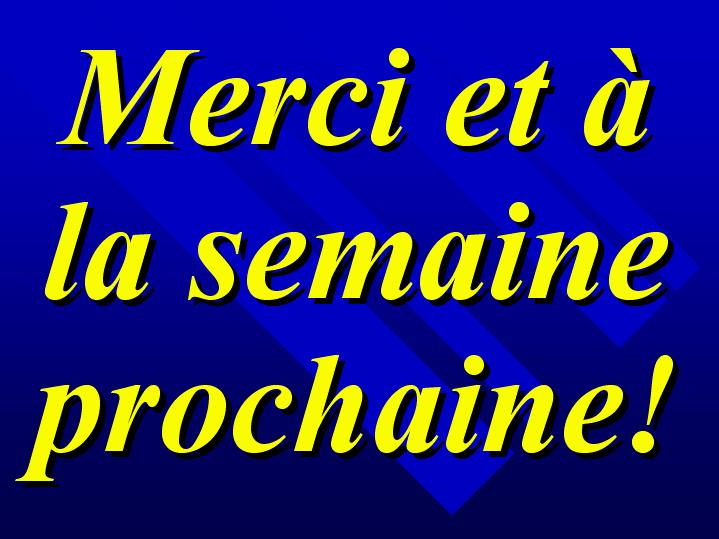 Merci et à
la semaine
prochaine!